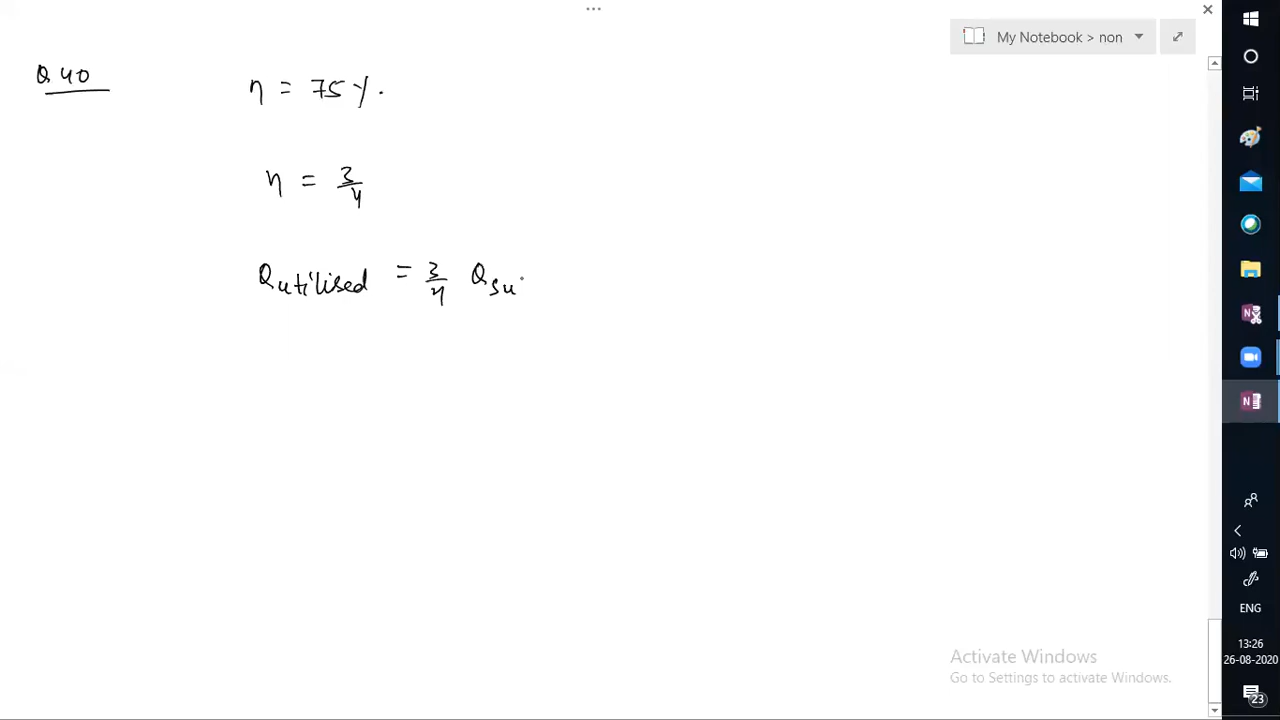 ...
My Notebook > non
Q 40
η = 75 %.
η = 3/4
Qutilised = 3/4 Qsu
ENG
13:26
26-08-2020
23
Activate Windows
Go to Settings to activate Windows.